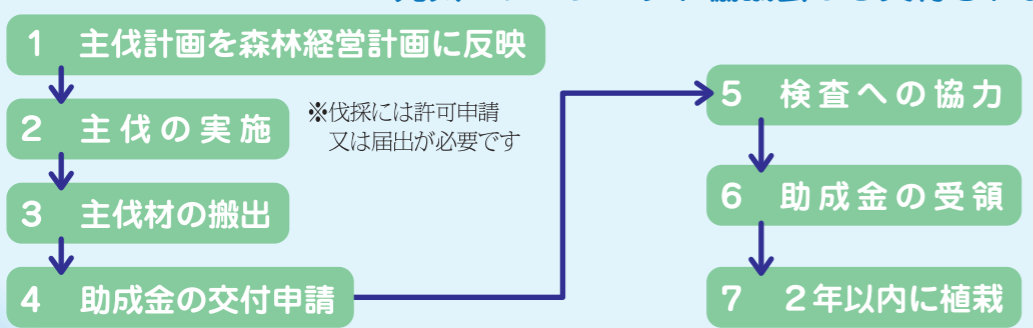 1 主伐計画を森林経営計画に反映
2 主伐の実施
※伐採には許可申請
又は届出が必要です
3 主伐材の搬出
4 助成金の交付申請
5 検査への協力
6 助成金の受領
7 2年以内に植栽